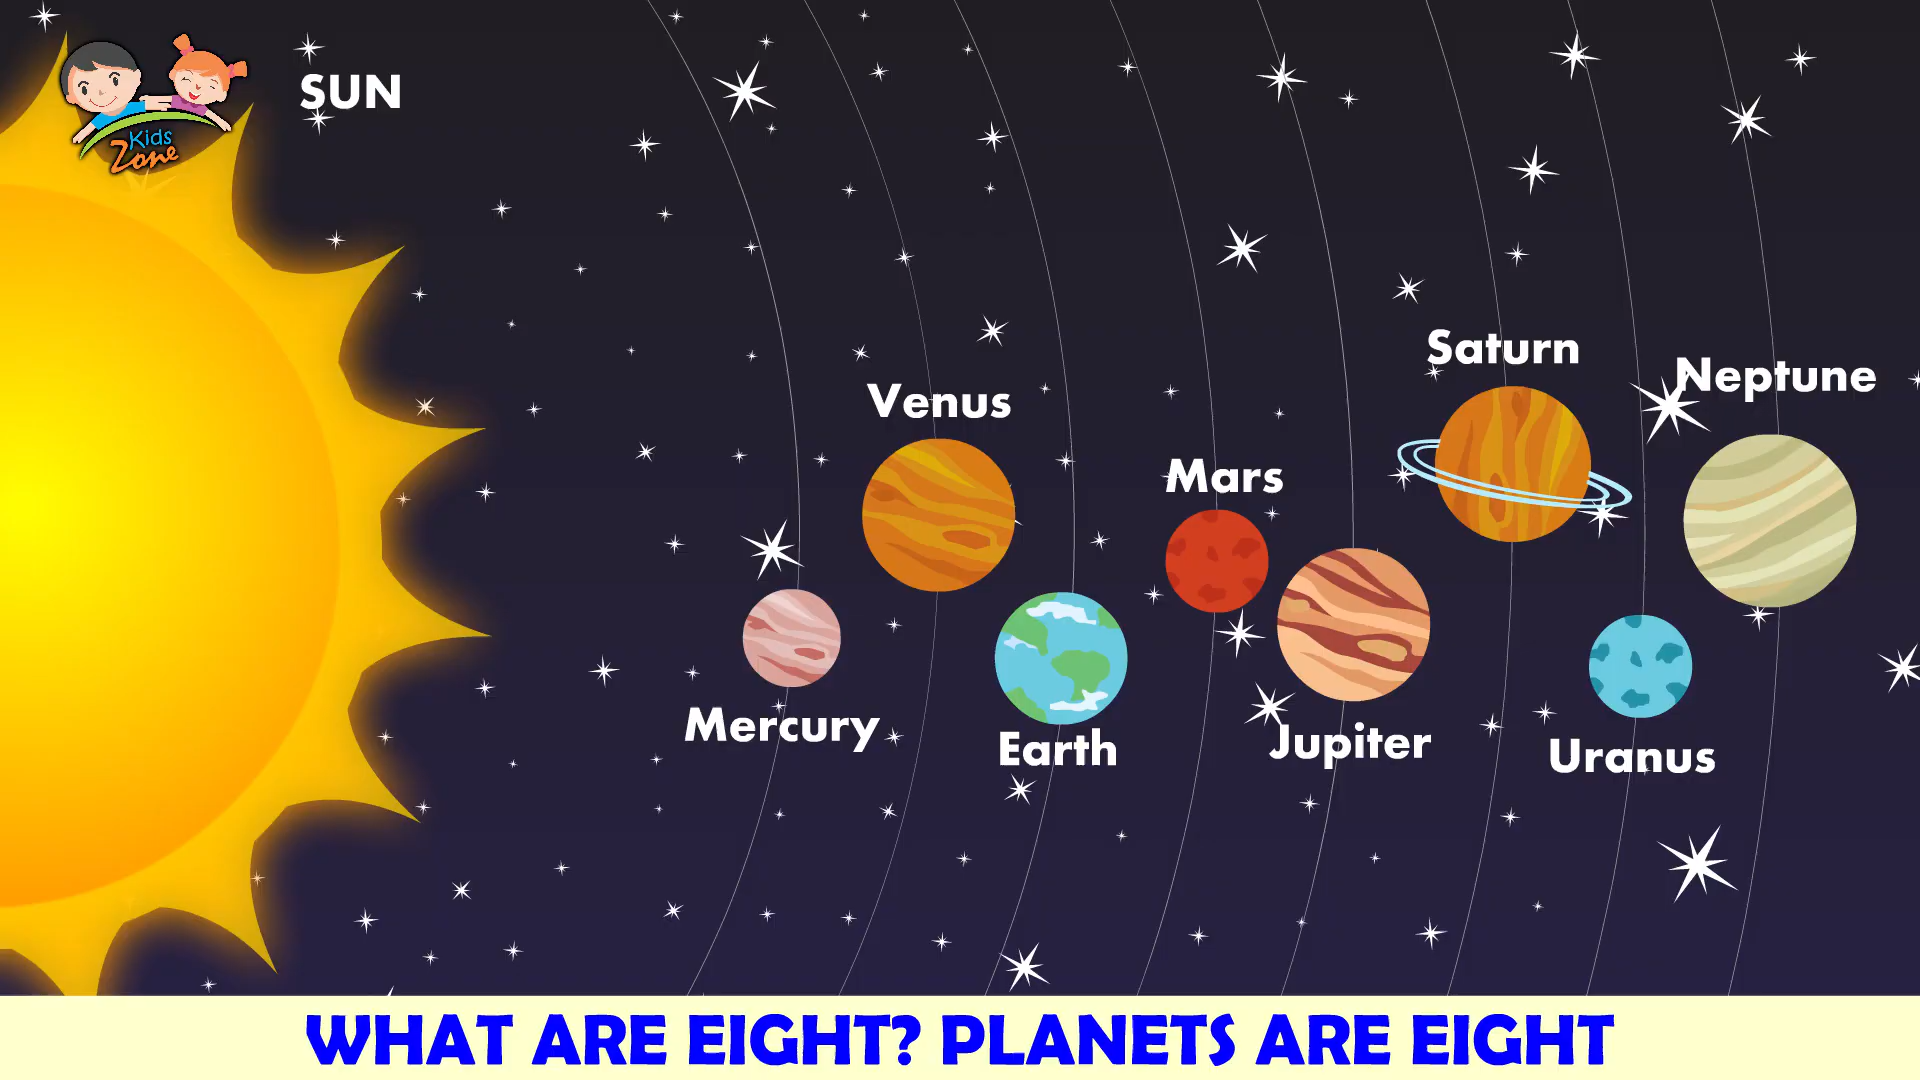 Kids
Zone
SUN
Saturn
Neptune
Venus
Mars
Mercury
Earth
Jupiter
Uranus
WHAT ARE EIGHT? PLANETS ARE EIGHT